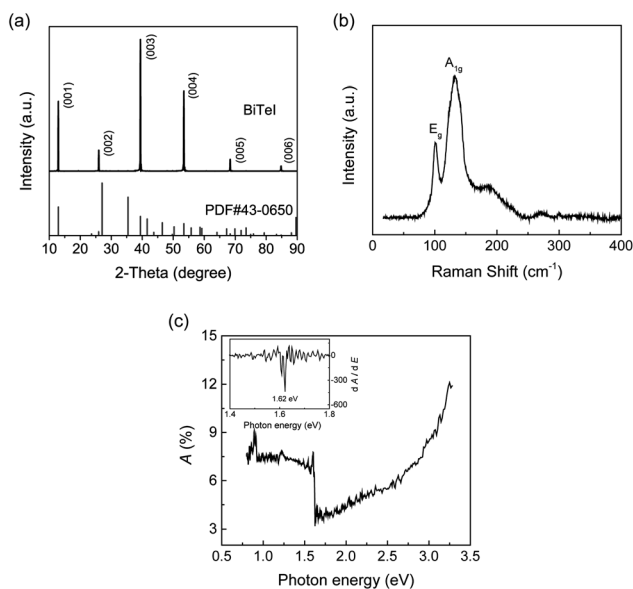 (a)
Intensity (a.u.)
(001)
(002)
(003)
(004)
(005)
(006)
BiTeI
PDF#43-0650
10 20 30 40 50 60 70 80 90
2-Theta (degree)
(b)
Intensity (a.u.)
Eg
A1g
0 100 200 300 400
Raman Shift (cm-1)
(c)
A (%)
15
12
9
6
3
0.5 1.0 1.5 2.0 2.5 3.0 3.5
Photon energy (eV)
1.62 eV
0
-300
-600
dA/dE
1.4 1.6 1.8
Photon energy (eV)